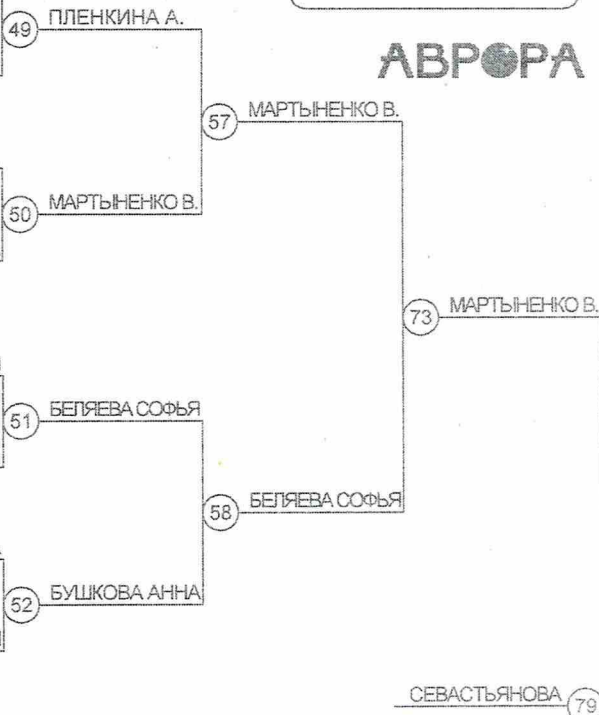 49 ПЛЕНКИНА А.
АВРОРА
57 МАРТЫНЕНКО В.
50 МАРТЫНЕНКО В.
73 МАРТЫНЕНКО В.
51 БЕЛЯЕВА СОФЬЯ
58 БЕЛЯЕВА СОФЬЯ
52 БУШКОВА АННА
СЕВАСТЬЯНОВА 79